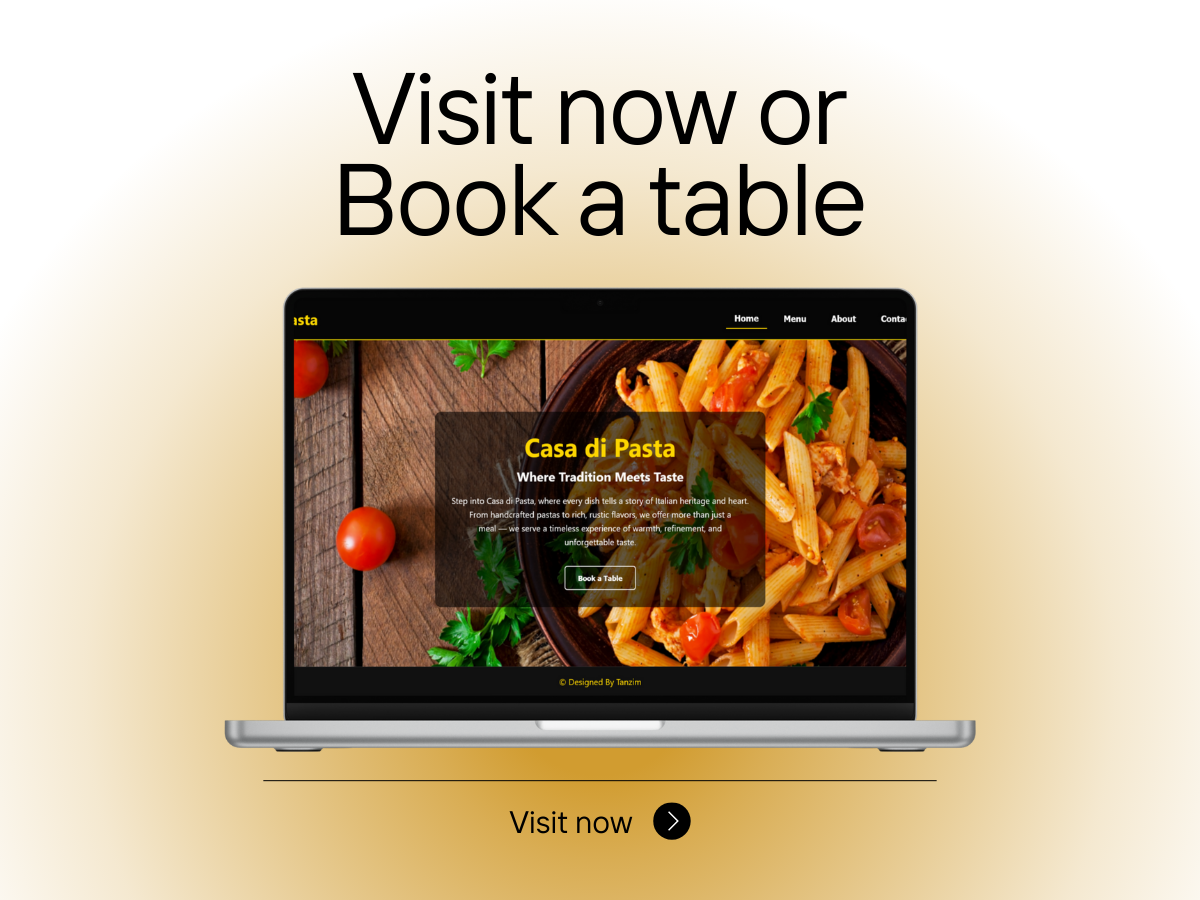 Visit now or
Book a table
asta
Home Menu About
Casa di Pasta
Where Tradition Meets Taste
Step into Casa di Pasta, where every dish tells a story of Italian heritage and heart.
From handcrafted pastas to rich, rustic flavors, we offer more than just a
meal — we serve a timeless experience of warmth, refinement, and
unforgettable taste.
Book a Table
© Designed By Tanzim
Visit now